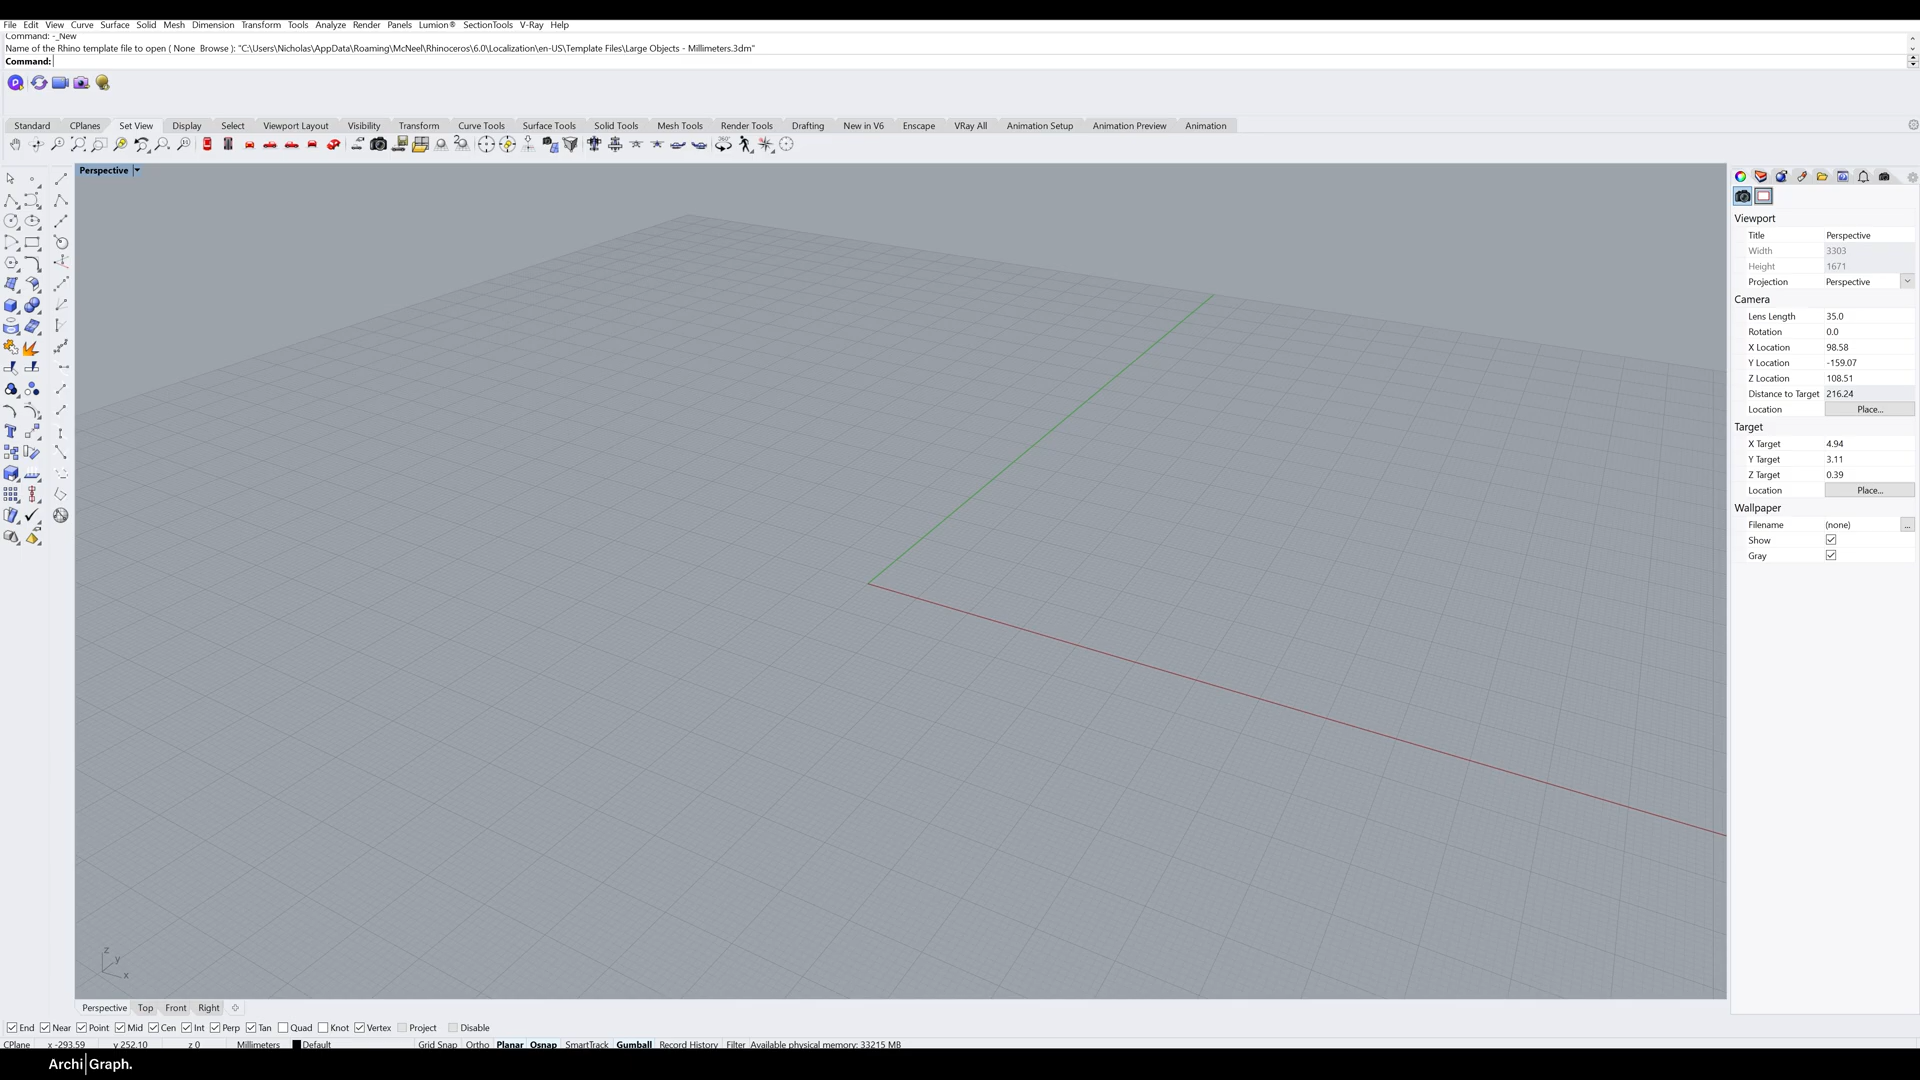 File Edit View Curve Surface Solid Mesh Dimension Transform Tools Analyze Render Panels Lumion® SectionTools V-Ray Help
Command: -_New
Name of the Rhino template file to open ( None Browse ): "C:\Users\Nicholas\AppData\Roaming\McNeel\Rhinoceros\6.0\Localization\en-US\Template Files\Large Objects - Millimeters.3dm"
Command:
Standard CPlanes Set View Display Select Viewport Layout Visibility Transform Curve Tools Surface Tools Solid Tools Mesh Tools Render Tools Drafting New in V6 Enscape VRay All Animation Setup Animation Preview Animation
Perspective
Viewport
Title Perspective
Width 3303
Height 1671
Projection Perspective
Camera
Lens Length 35.0
Rotation 0.0
X Location 98.58
Y Location -159.07
Z Location 108.51
Distance to Target 216.24
Location Place...
Target
X Target 4.94
Y Target 3.11
Z Target 0.39
Location Place...
Wallpaper
Filename (none) ...
Show
Gray
z
y
x
Perspective Top Front Right
End Near Point Mid Cen Int Perp Tan Quad Knot Vertex Project Disable
CPlane x -293.59 y 252.10 z 0 Millimeters Default Grid Snap Ortho Planar Osnap SmartTrack Gumball Record History Filter Available physical memory: 33215 MB
Archi|Graph.